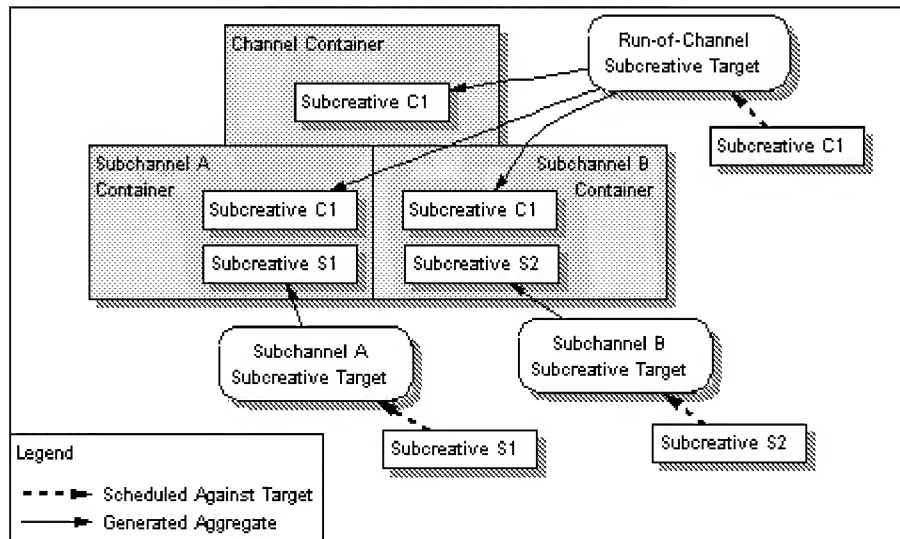 Channel Container
Run-of-Channel
Subcreative Target
Subcreative C1
Subcreative C1
Subchannel A
Container
Subchannel B
Container
Subcreative C1
Subcreative C1
Subcreative S1
Subcreative S2
Subchannel A
Subcreative Target
Subchannel B
Subcreative Target
Subcreative S1
Subcreative S2
Legend
Scheduled Against Target
Generated Aggregate